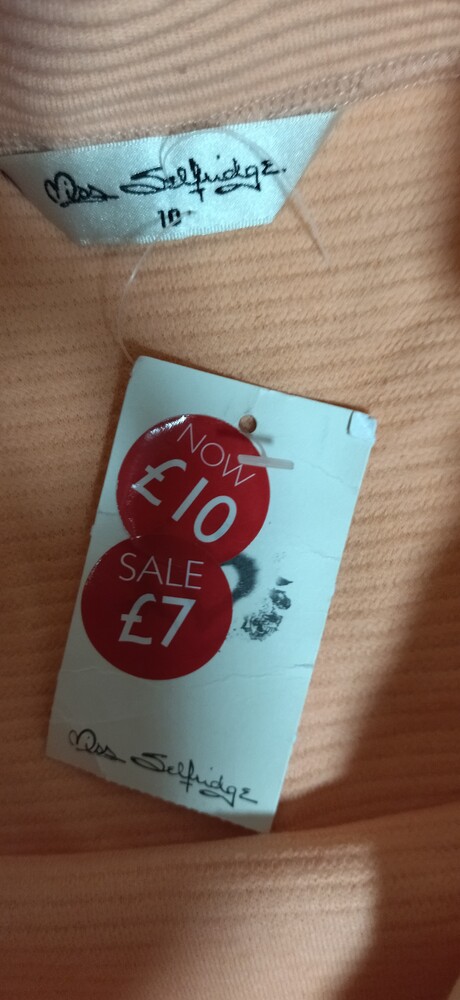 Miss Selfridge.
10
NOW
£10
SALE
£7
Miss Selfridge